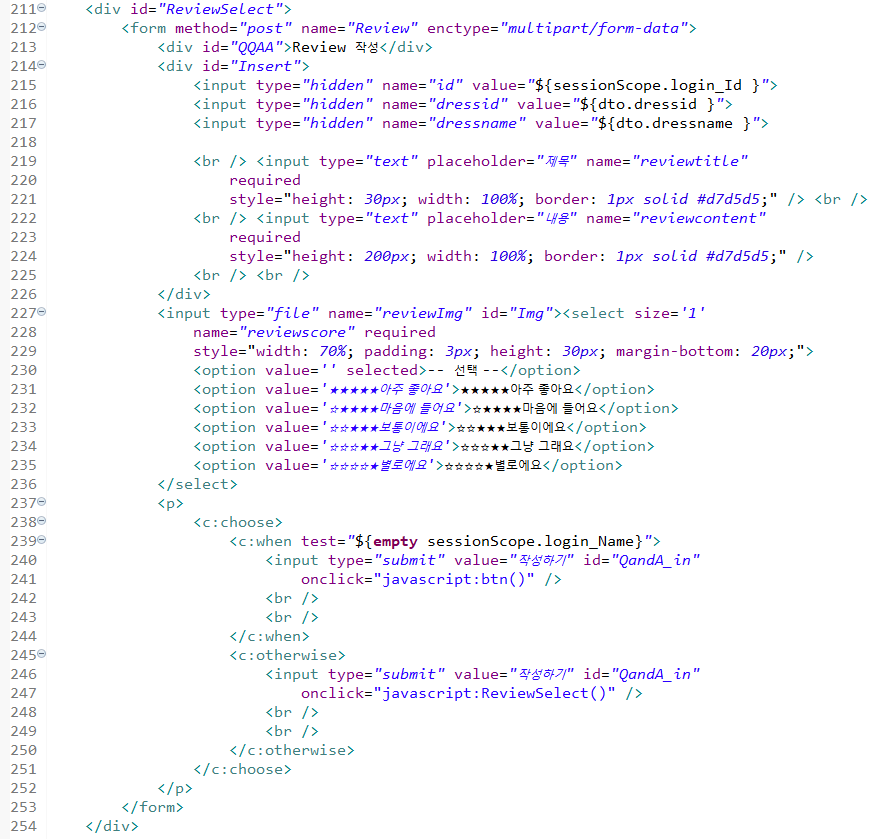 211 <div id="ReviewSelect">
212 <form method="post" name="Review" enctype="multipart/form-data">
213 <div id="QQAA">Review 작성</div>
214 <div id="Insert">
215 <input type="hidden" name="id" value="${sessionScope.login_Id }">
216 <input type="hidden" name="dressid" value="${dto.dressid }">
217 <input type="hidden" name="dressname" value="${dto.dressname }">
218
219 <br /> <input type="text" placeholder="제목" name="reviewtitle"
220 required
221 style="height: 30px; width: 100%; border: 1px solid #d7d5d5;" /> <br />
222 <br /> <input type="text" placeholder="내용" name="reviewcontent"
223 required
224 style="height: 200px; width: 100%; border: 1px solid #d7d5d5;" />
225 <br /> <br />
226 </div>
227 <input type="file" name="reviewImg" id="Img"><select size='1'
228 name="reviewscore" required
229 style="width: 70%; padding: 3px; height: 30px; margin-bottom: 20px;">
230 <option value='' selected>-- 선택 --</option>
231 <option value='★★★★★아주 좋아요'>★★★★★아주 좋아요</option>
232 <option value='☆★★★★마음에 들어요'>☆★★★★마음에 들어요</option>
233 <option value='☆☆★★★보통이에요'>☆☆★★★보통이에요</option>
234 <option value='☆☆☆★★그냥 그래요'>☆☆☆★★그냥 그래요</option>
235 <option value='☆☆☆☆★별로에요'>☆☆☆☆★별로에요</option>
236 </select>
237 <p>
238 <c:choose>
239 <c:when test="${empty sessionScope.login_Name}">
240 <input type="submit" value="작성하기" id="QandA_in"
241 onclick="javascript:btn()" />
242 <br />
243 <br />
244 </c:when>
245 <c:otherwise>
246 <input type="submit" value="작성하기" id="QandA_in"
247 onclick="javascript:ReviewSelect()" />
248 <br />
249 <br />
250 </c:otherwise>
251 </c:choose>
252 </p>
253 </form>
254 </div>